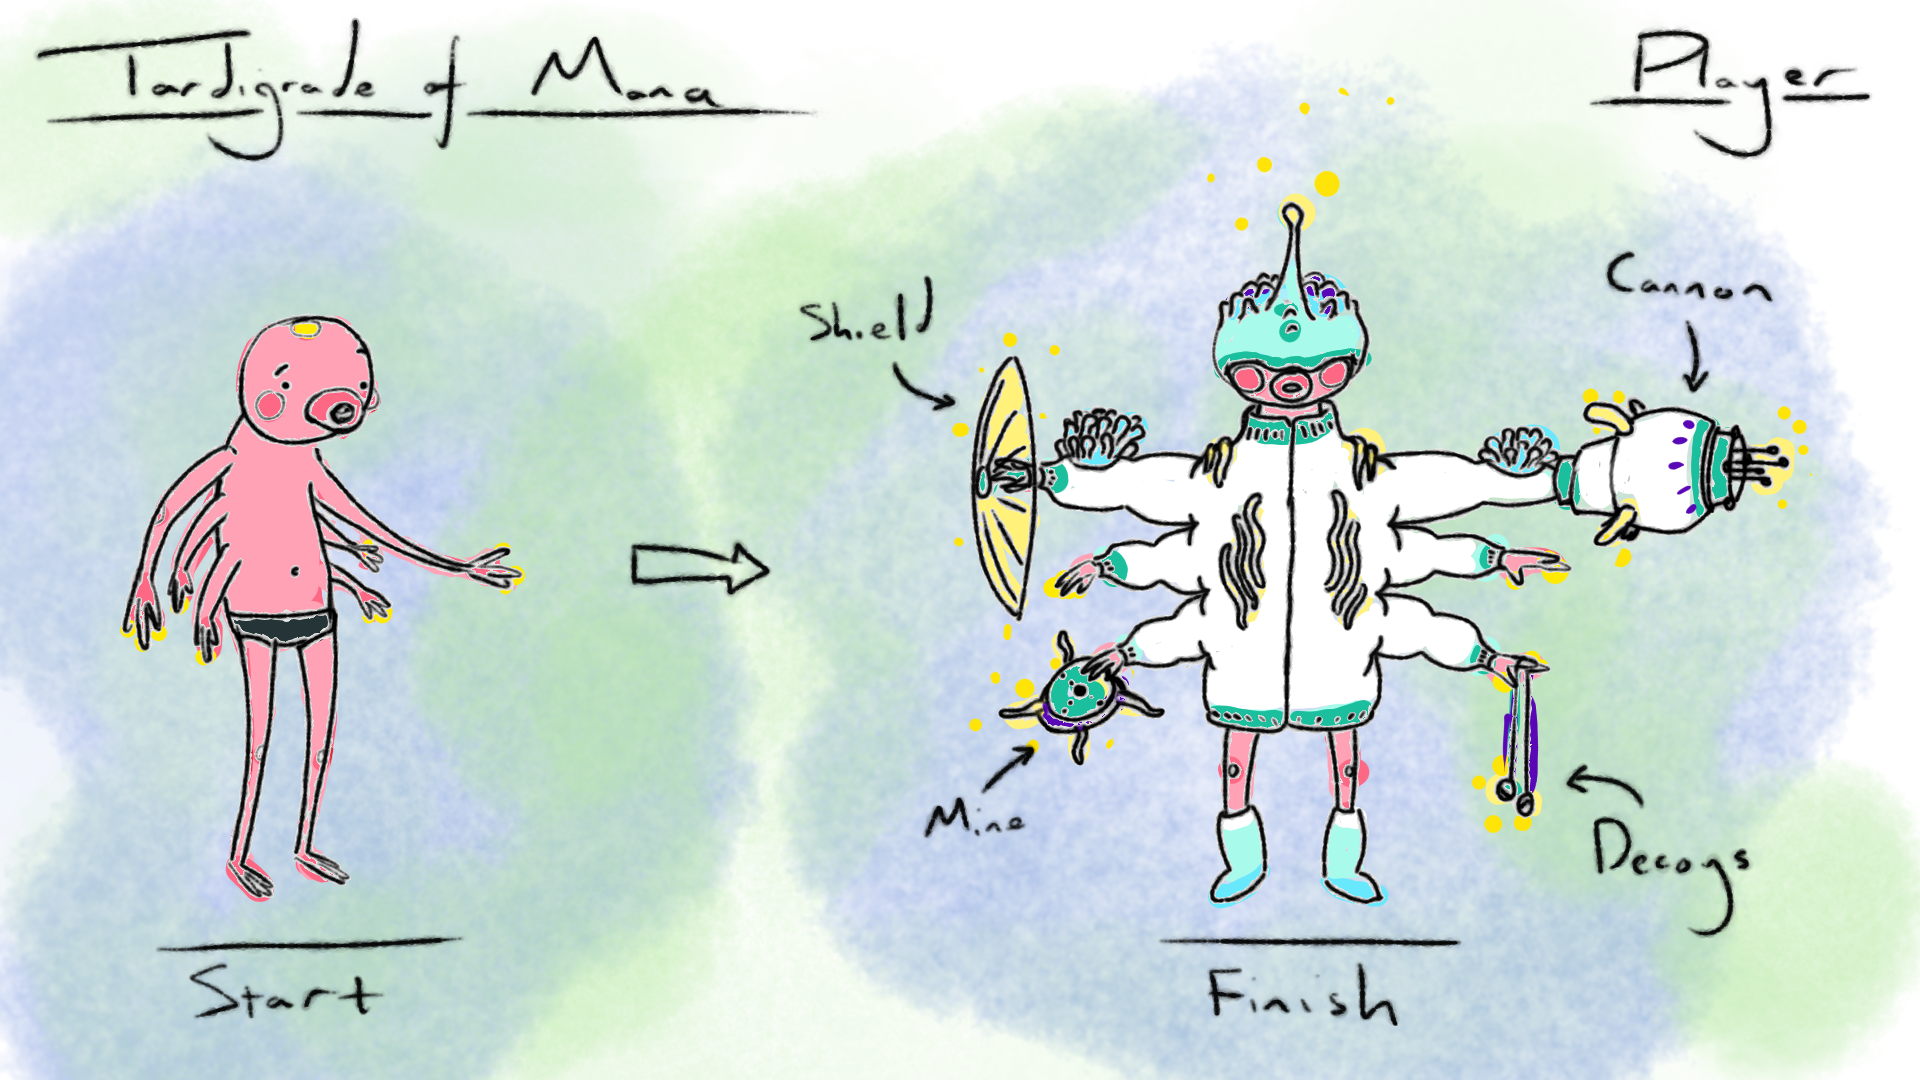 Tardigrade of Mana
Player
Shield
Cannon
Mine
Decoys
Start
Finish